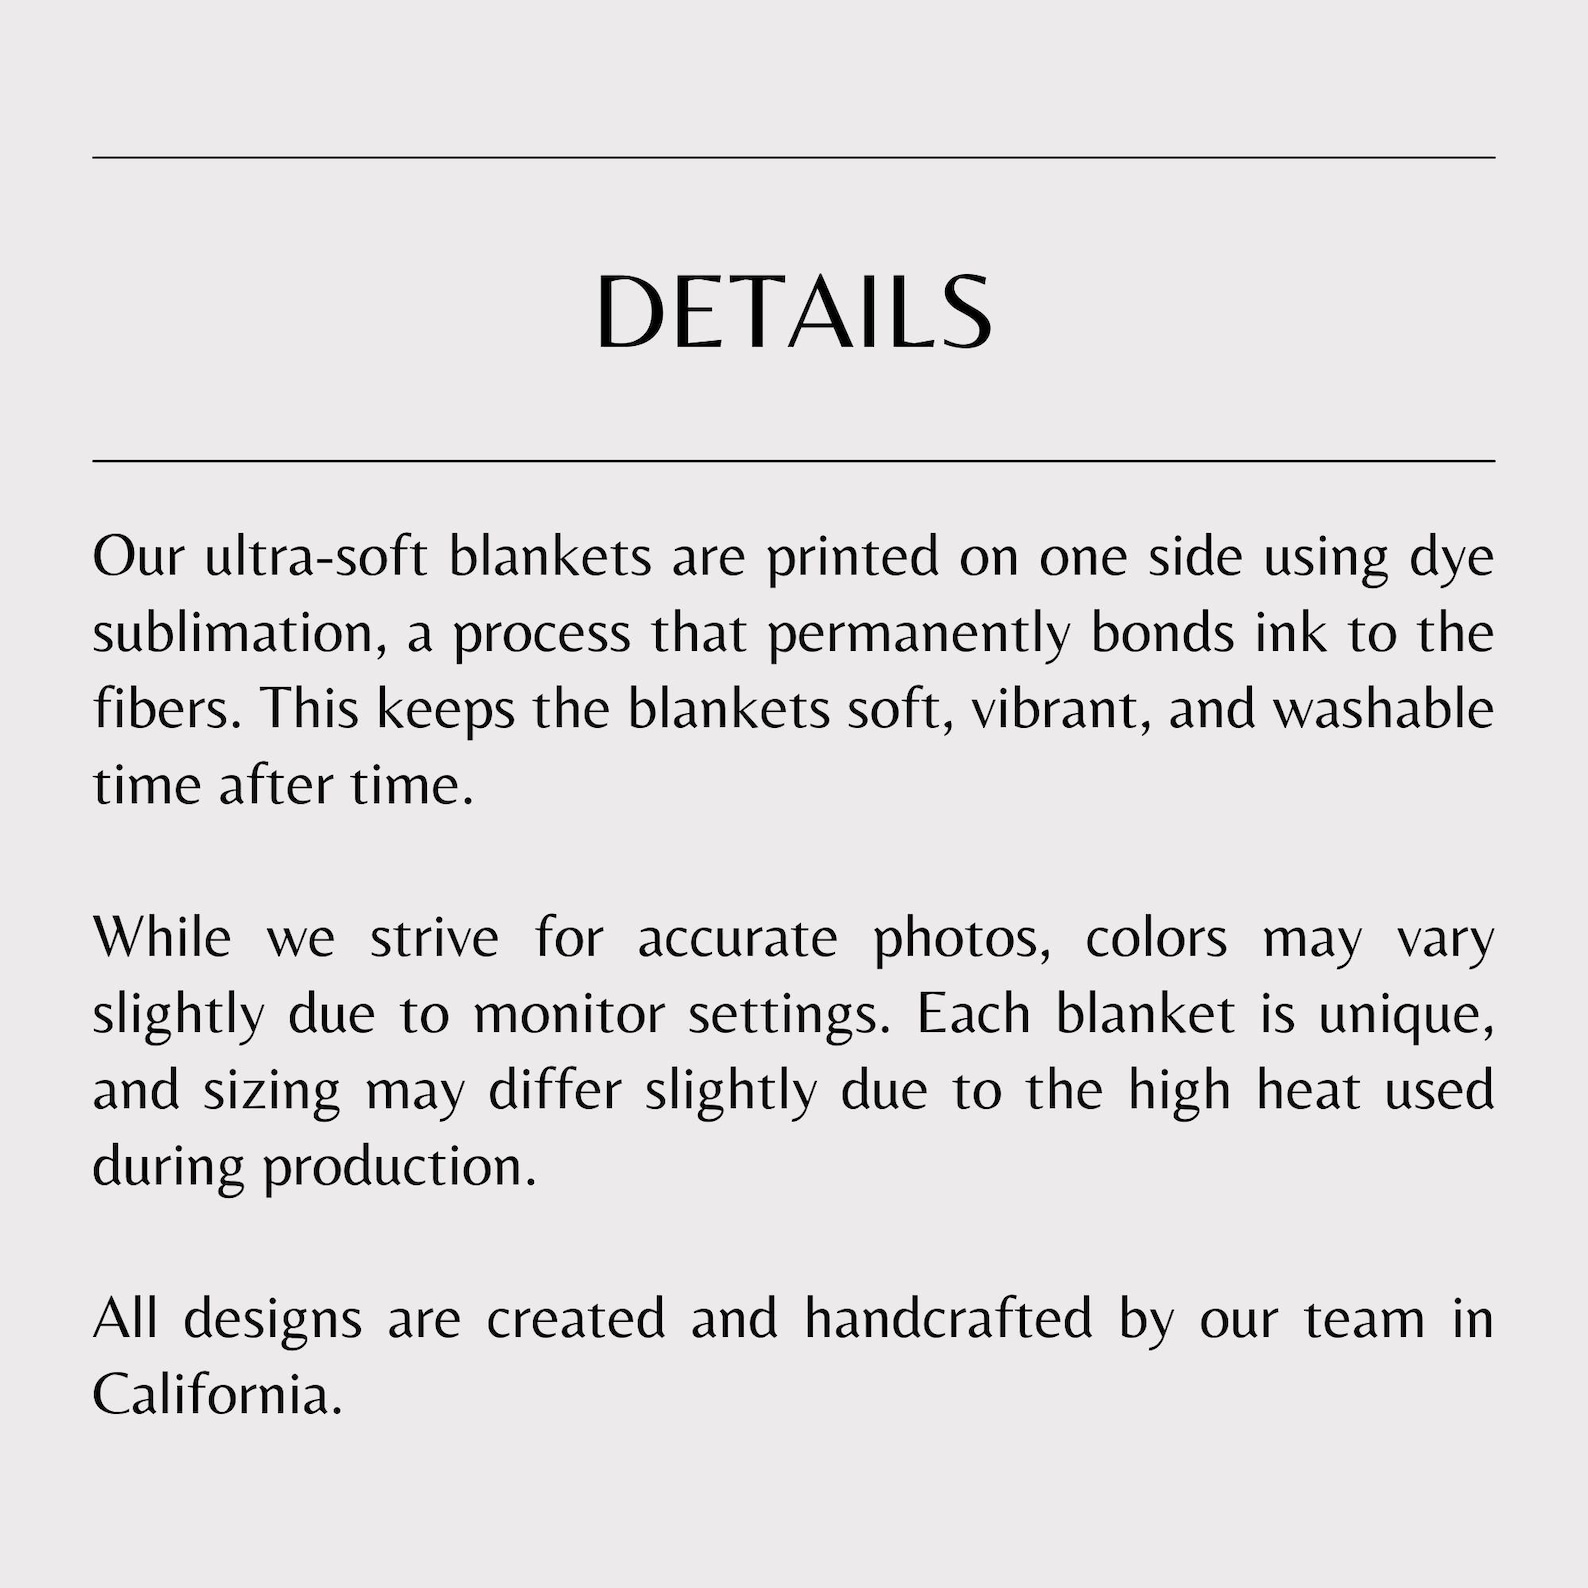 DETAILS
Our ultra-soft blankets are printed on one side using dye
sublimation, a process that permanently bonds ink to the
fibers. This keeps the blankets soft, vibrant, and washable
time after time.
While we strive for accurate photos, colors may vary
slightly due to monitor settings. Each blanket is unique,
and sizing may differ slightly due to the high heat used
during production.
All designs are created and handcrafted by our team in
California.